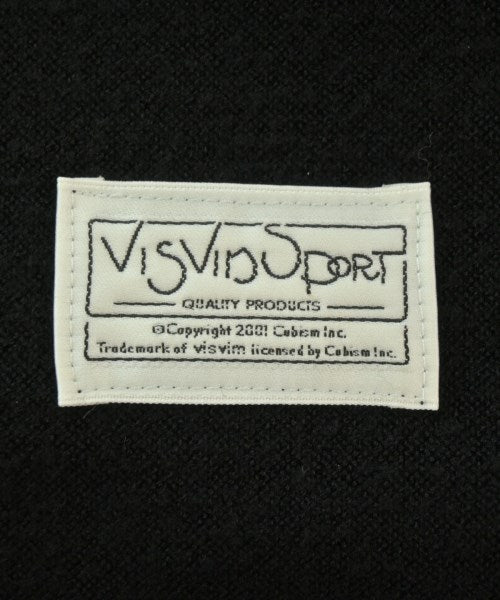 VISVIM SPORT
QUALITY PRODUCTS
©Copyright 2001 Cubism Inc.
Trademark of visvim licensed by Cubism Inc.